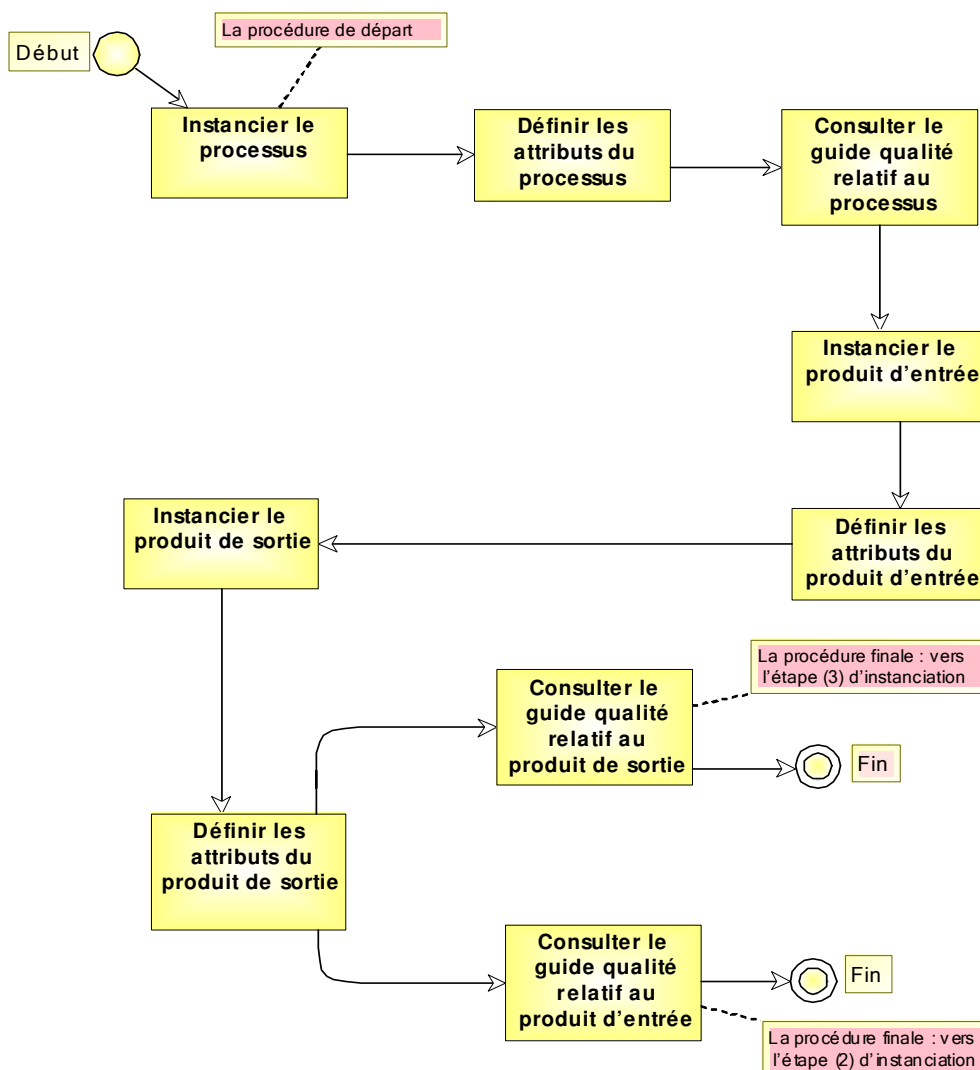 La procédure de départ
Début
Instancier le
processus
Définir les
attributs du
processus
Consulter le
guide qualité
relatif au
processus
Instancier le
produit d'entrée
Définir les
attributs du
produit d'entrée
Instancier le
produit de sortie
Définir les
attributs du
produit de sortie
Consulter le
guide qualité
relatif au
produit de sortie
La procédure finale : vers
l'étape (3) d'instanciation
Fin
Consulter le
guide qualité
relatif au
produit d'entrée
Fin
La procédure finale : vers
l'étape (2) d'instanciation